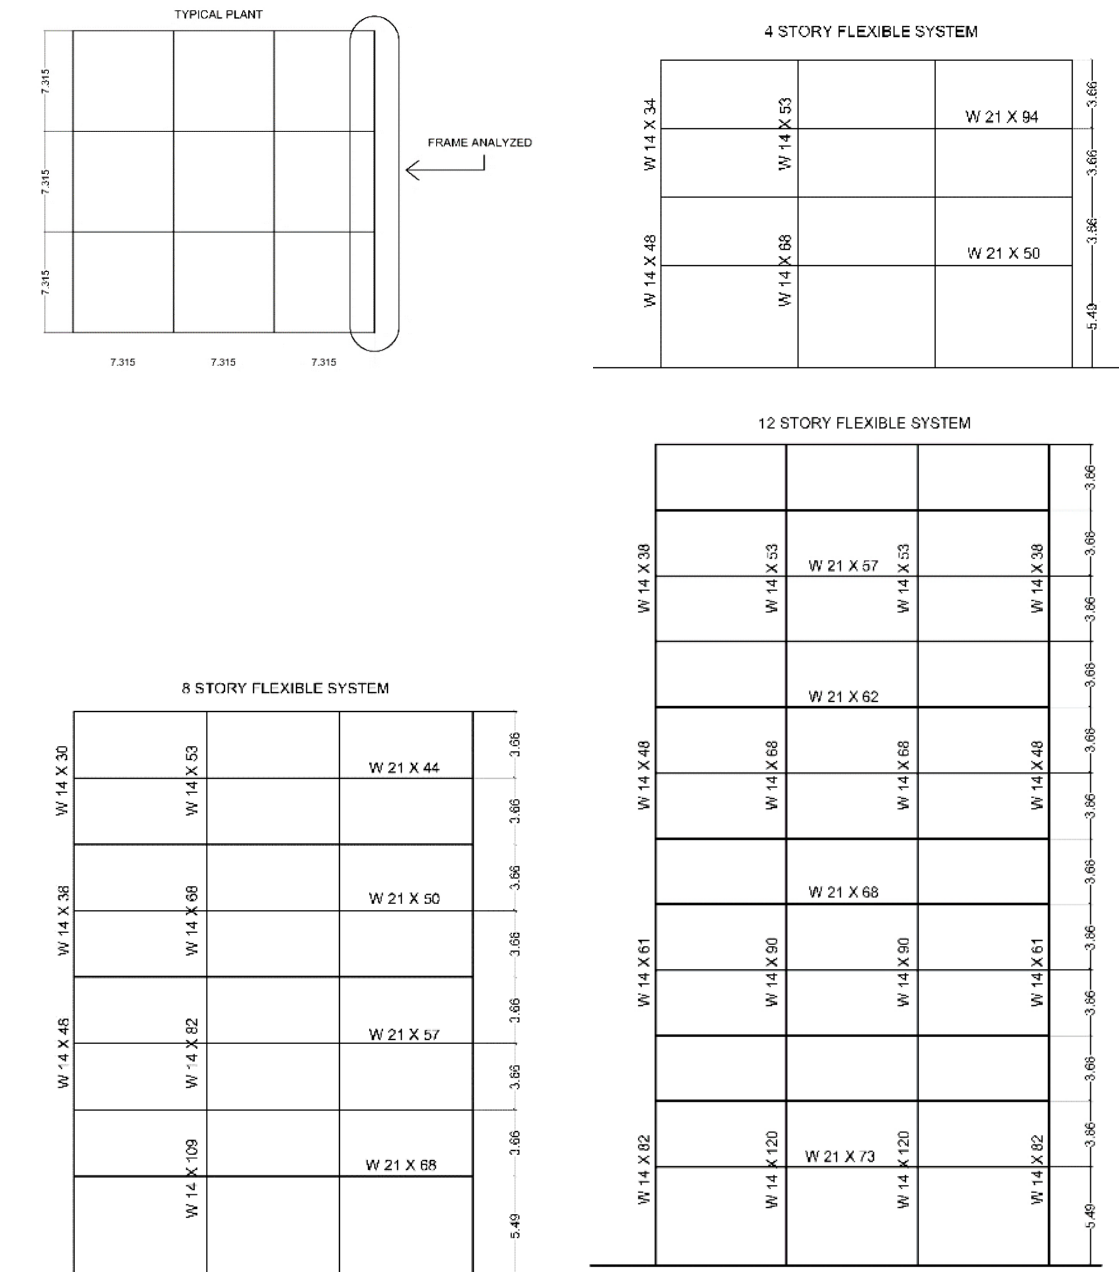 TYPICAL PLANT
7.315
7.315
7.315
7.315
7.315
7.315
FRAME ANALYZED
4 STORY FLEXIBLE SYSTEM
W 14 X 34
W 14 X 53
W 21 X 94
W 14 X 48
W 14 X 68
W 21 X 50
3.66
3.66
3.66
5.49
8 STORY FLEXIBLE SYSTEM
W 14 X 30
W 14 X 53
W 21 X 44
W 14 X 38
W 14 X 68
W 21 X 50
W 14 X 48
W 14 X 82
W 21 X 57
W 14 X 109
W 21 X 68
3.66
3.66
3.66
3.66
3.66
3.66
3.66
5.49
12 STORY FLEXIBLE SYSTEM
W 14 X 38
W 14 X 53
W 21 X 57
W 14 X 53
W 14 X 38
W 21 X 62
W 14 X 48
W 14 X 68
W 14 X 68
W 14 X 48
W 21 X 68
W 14 X 61
W 14 X 90
W 14 X 90
W 14 X 61
W 14 X 82
W 14 X 120
W 21 X 73
W 14 X 120
W 14 X 82
3.66
3.66
3.66
3.66
3.66
3.66
3.66
3.66
3.66
3.66
3.66
5.49